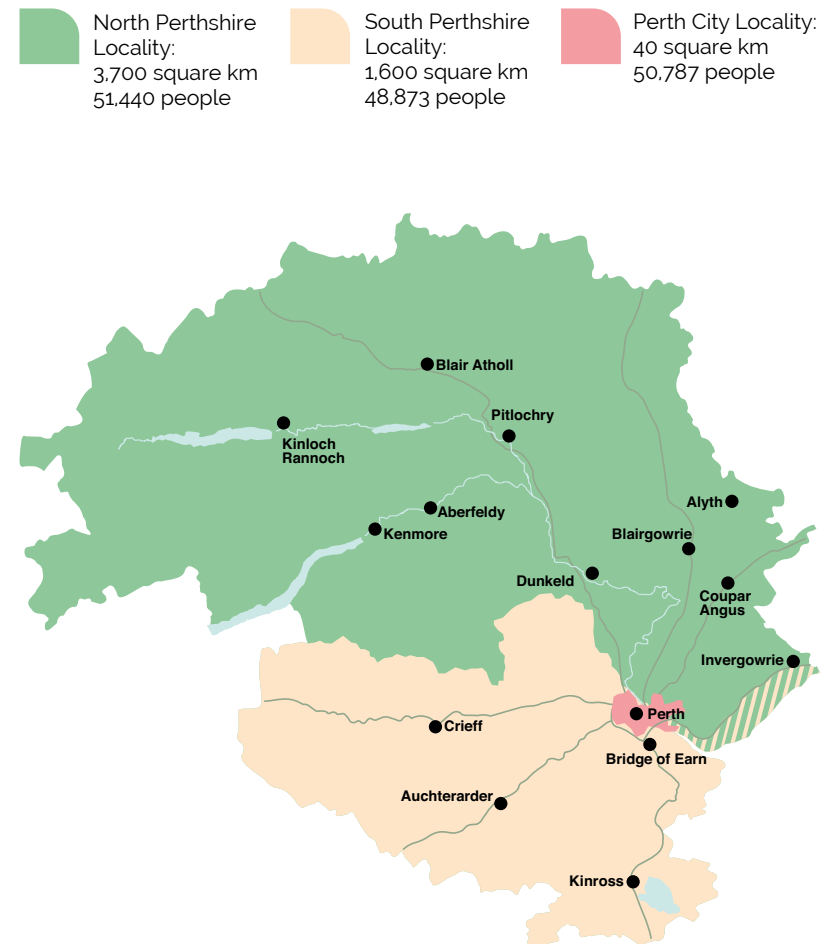 North Perthshire
Locality:
3,700 square km
51,440 people
South Perthshire
Locality:
1,600 square km
48,873 people
Perth City Locality:
40 square km
50,787 people
Blair Atholl
Pitlochry
Kinloch
Rannoch
Alyth
Aberfeldy
Kenmore
Blairgowrie
Dunkeld
Coupar
Angus
Invergowrie
Perth
Crieff
Bridge of Earn
Auchterarder
Kinross